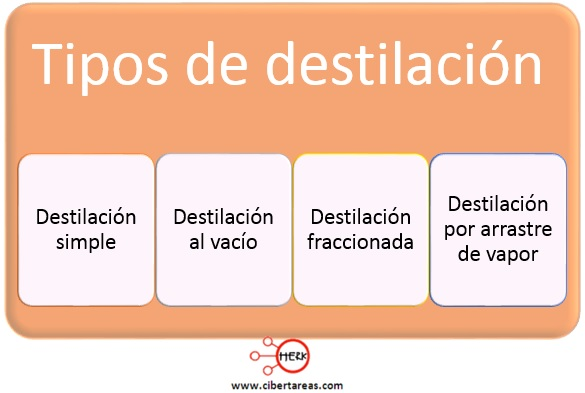 Tipos de destilación
Destilación
simple
Destilación
al vacío
Destilación
fraccionada
Destilación
por arrastre
de vapor
HERK
www.cibertareas.com